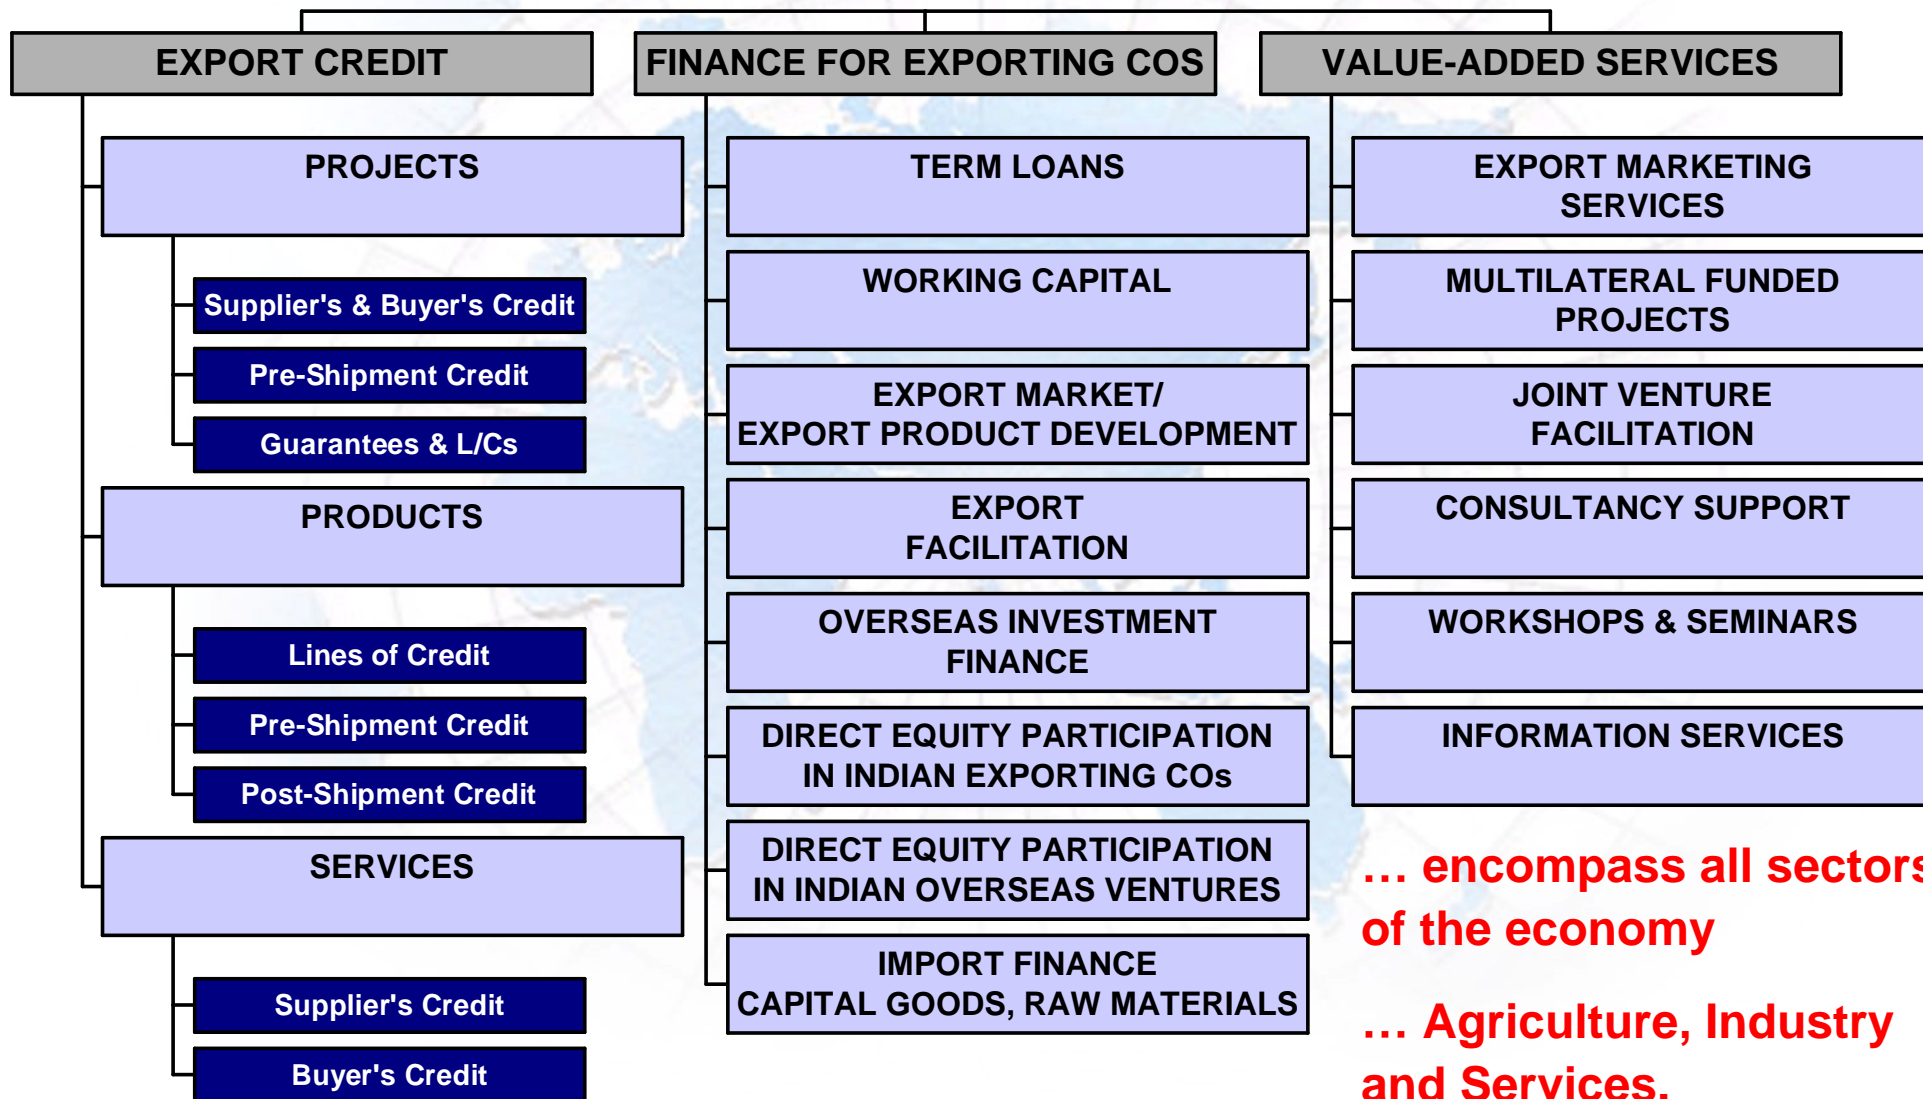 EXPORT CREDIT
PROJECTS
Supplier's & Buyer's Credit
Pre-Shipment Credit
Guarantees & L/Cs
PRODUCTS
Lines of Credit
Pre-Shipment Credit
Post-Shipment Credit
SERVICES
Supplier's Credit
Buyer's Credit
FINANCE FOR EXPORTING COS
TERM LOANS
WORKING CAPITAL
EXPORT MARKET/
EXPORT PRODUCT DEVELOPMENT
EXPORT
FACILITATION
OVERSEAS INVESTMENT
FINANCE
DIRECT EQUITY PARTICIPATION
IN INDIAN EXPORTING COs
DIRECT EQUITY PARTICIPATION
IN INDIAN OVERSEAS VENTURES
IMPORT FINANCE
CAPITAL GOODS, RAW MATERIALS
VALUE-ADDED SERVICES
EXPORT MARKETING
SERVICES
MULTILATERAL FUNDED
PROJECTS
JOINT VENTURE
FACILITATION
CONSULTANCY SUPPORT
WORKSHOPS & SEMINARS
INFORMATION SERVICES
… encompass all sectors
of the economy
… Agriculture, Industry
and Services.